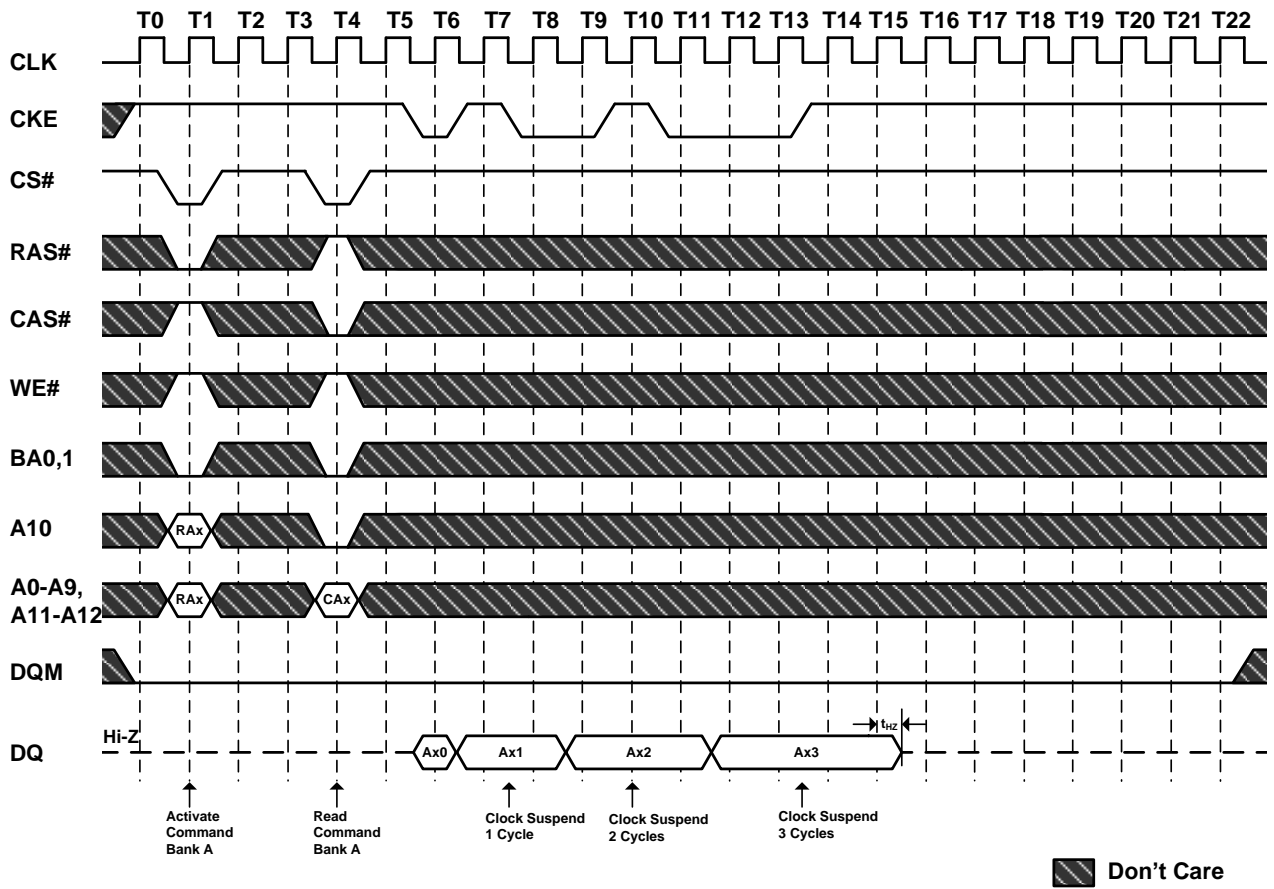 T0 T1 T2 T3 T4 T5 T6 T7 T8 T9 T10 T11 T12 T13 T14 T15 T16 T17 T18 T19 T20 T21 T22
CLK
CKE
CS#
RAS#
CAS#
WE#
BA0,1
A10 RAx
A0-A9,
A11-A12 RAx CAx
DQM
tHZ
Hi-Z
DQ Ax0 Ax1 Ax2 Ax3
Activate
Command
Bank A
Read
Command
Bank A
Clock Suspend
1 Cycle
Clock Suspend
2 Cycles
Clock Suspend
3 Cycles
Don't Care